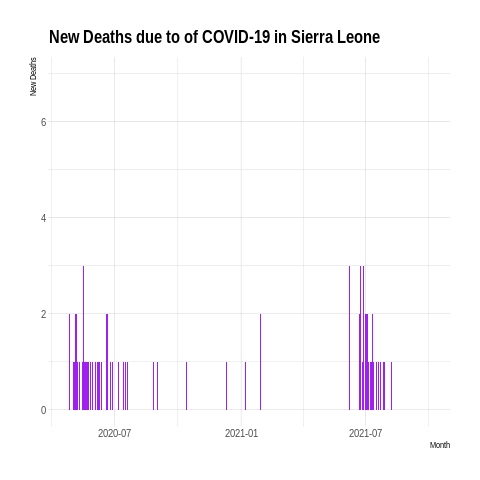 New Deaths due to of COVID-19 in Sierra Leone
New Deaths
6
4
2
0
2020-07
2021-01
2021-07
Month